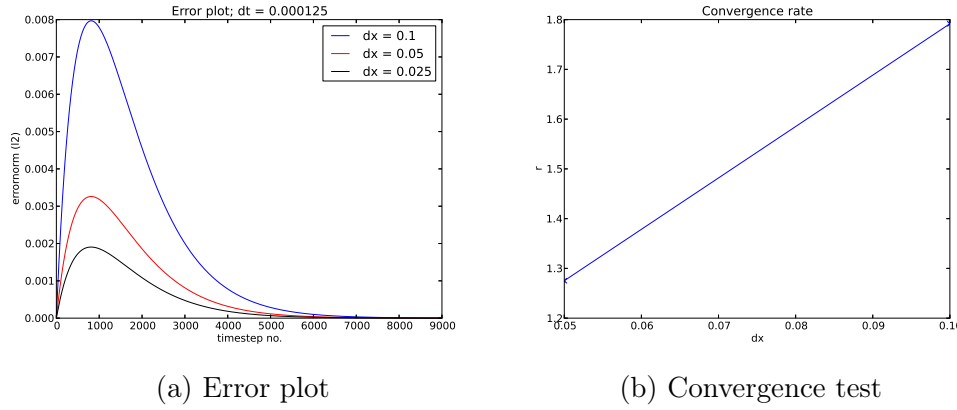 Error plot; dt = 0.000125
0.008
0.007
0.006
0.005
0.004
0.003
0.002
0.001
0.000
errornorm (l2)
dx = 0.1
dx = 0.05
dx = 0.025
0 1000 2000 3000 4000 5000 6000 7000 8000 9000
timestep no.
(a) Error plot
Convergence rate
1.8
1.7
1.6
1.5
1.4
1.3
1.2
r
0.05 0.06 0.07 0.08 0.09 0.10
dx
(b) Convergence test